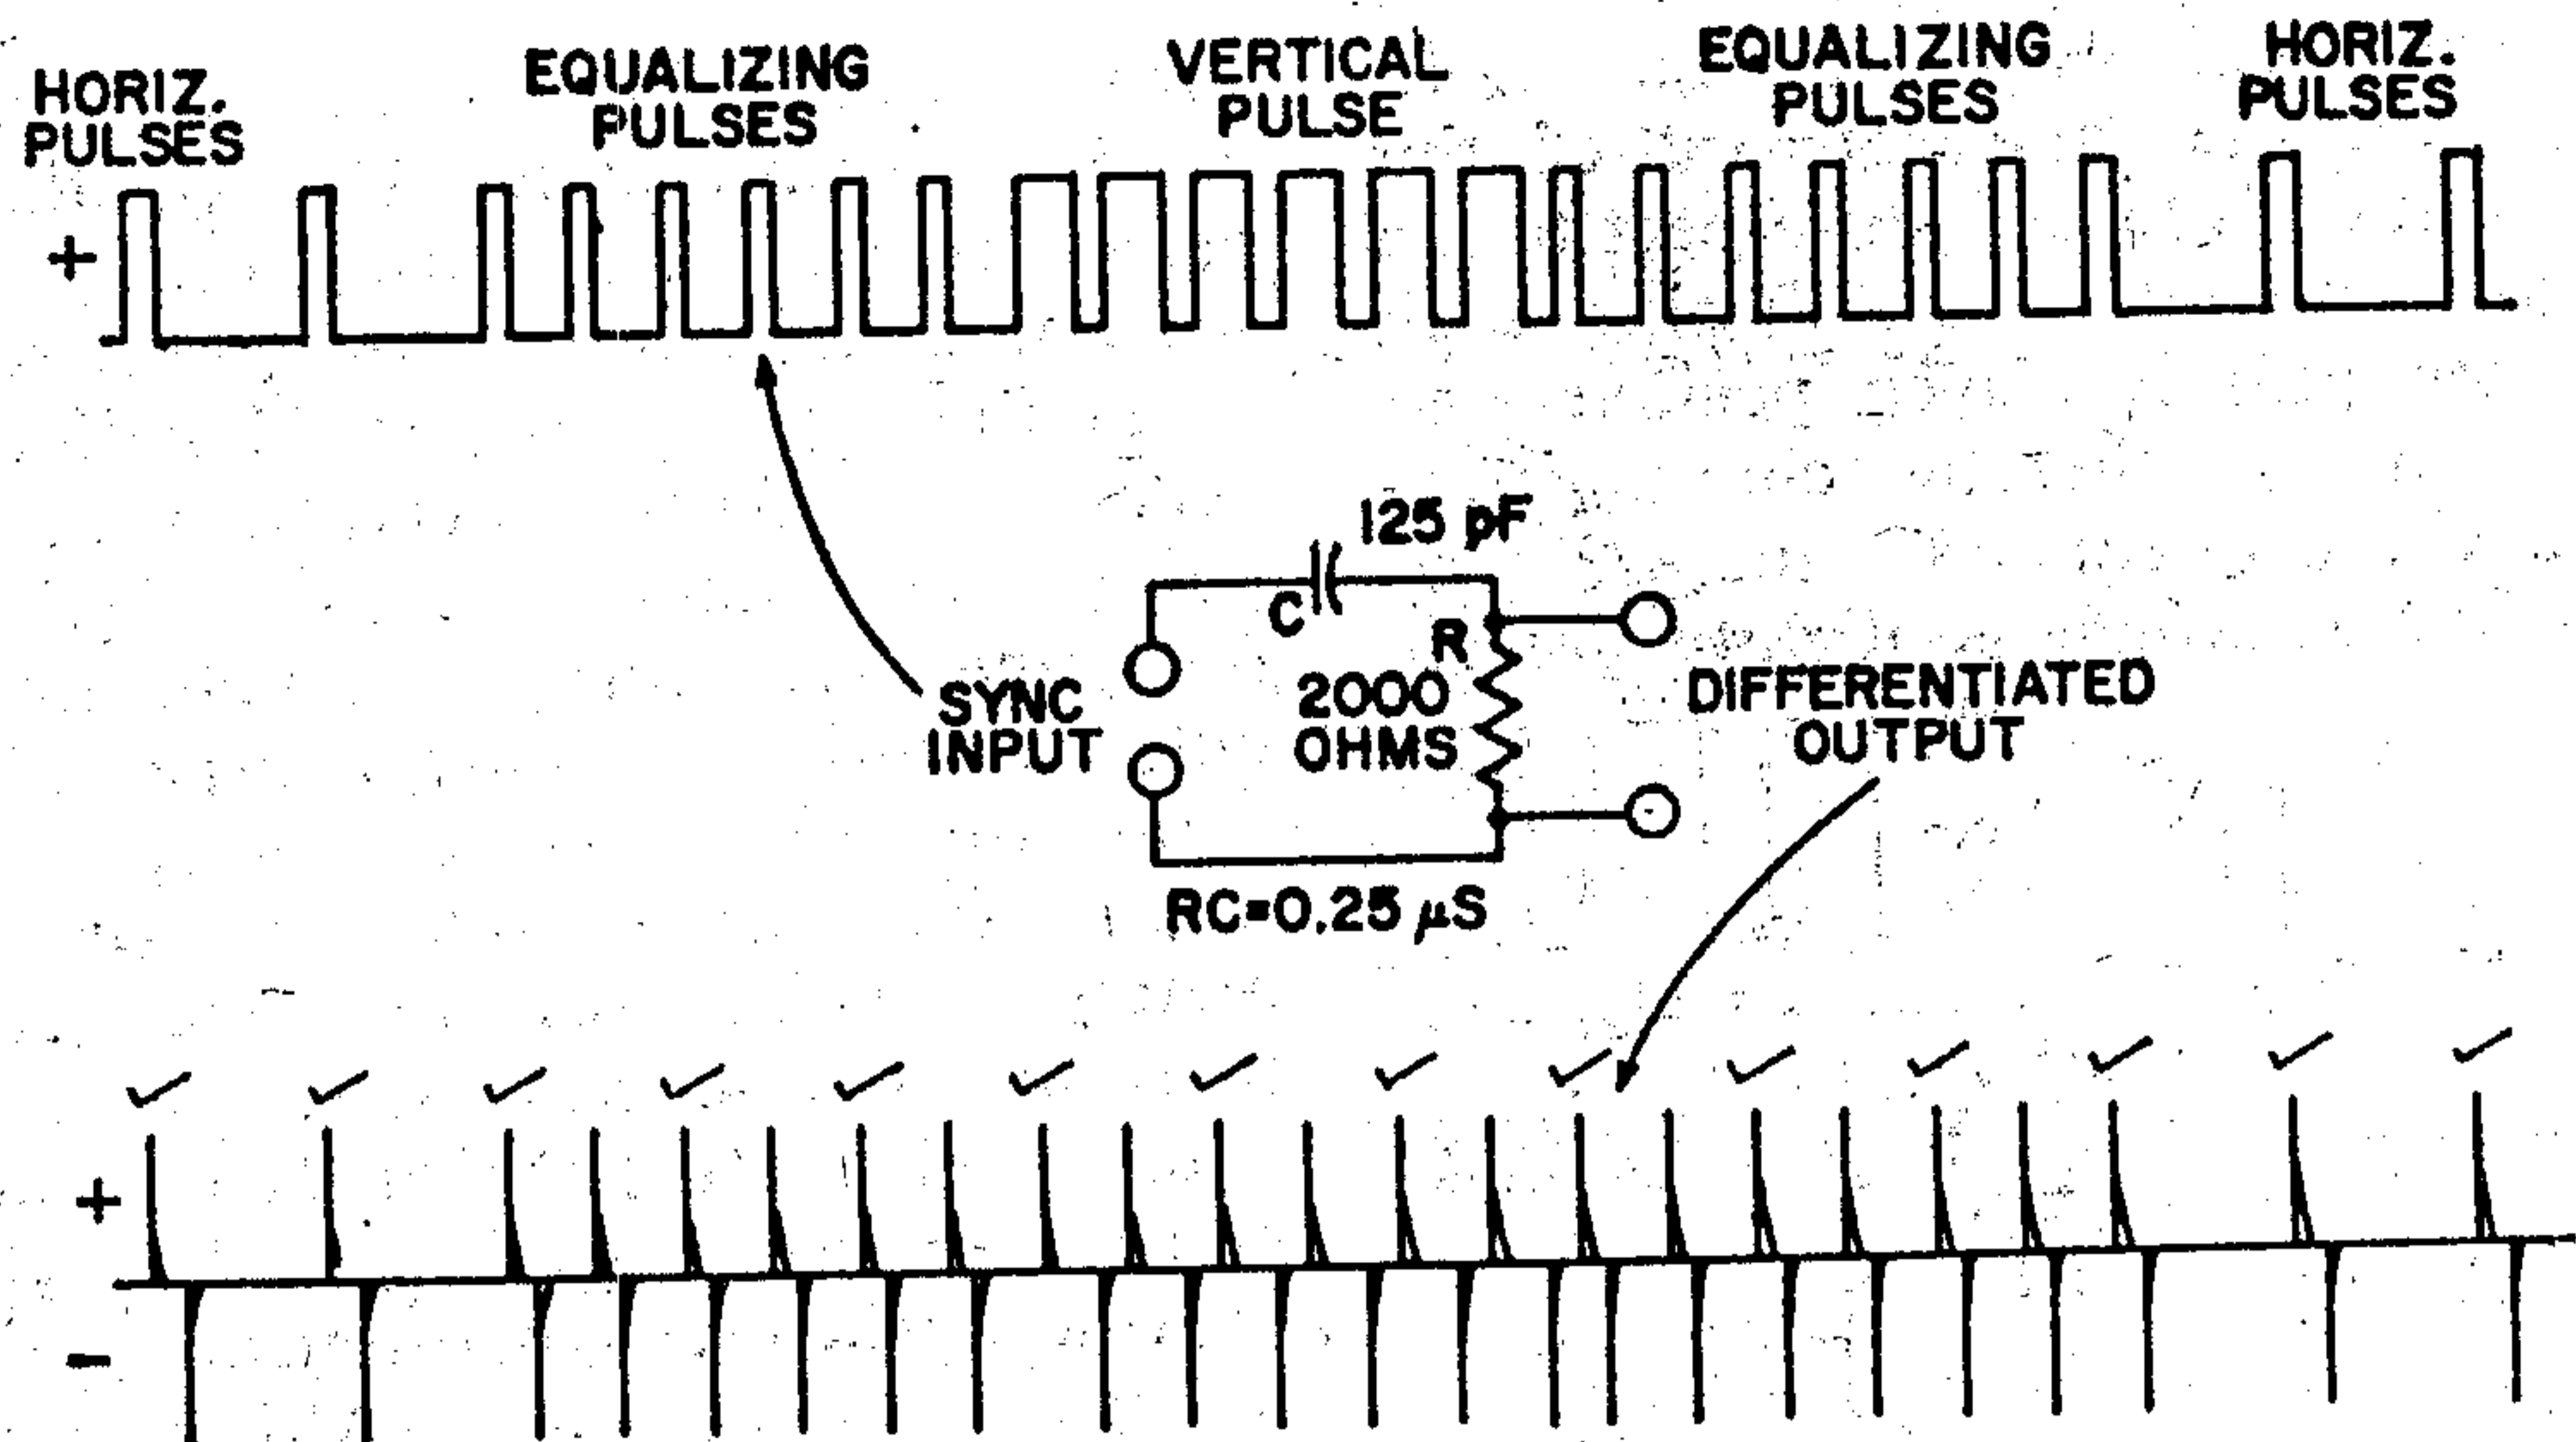 HORIZ.
PULSES
EQUALIZING
PULSES
VERTICAL
PULSE
EQUALIZING
PULSES
HORIZ.
PULSES
+
125 pF
C
R
2000
OHMS
SYNC
INPUT
DIFFERENTIATED
OUTPUT
RC=0.25 μS
+
−